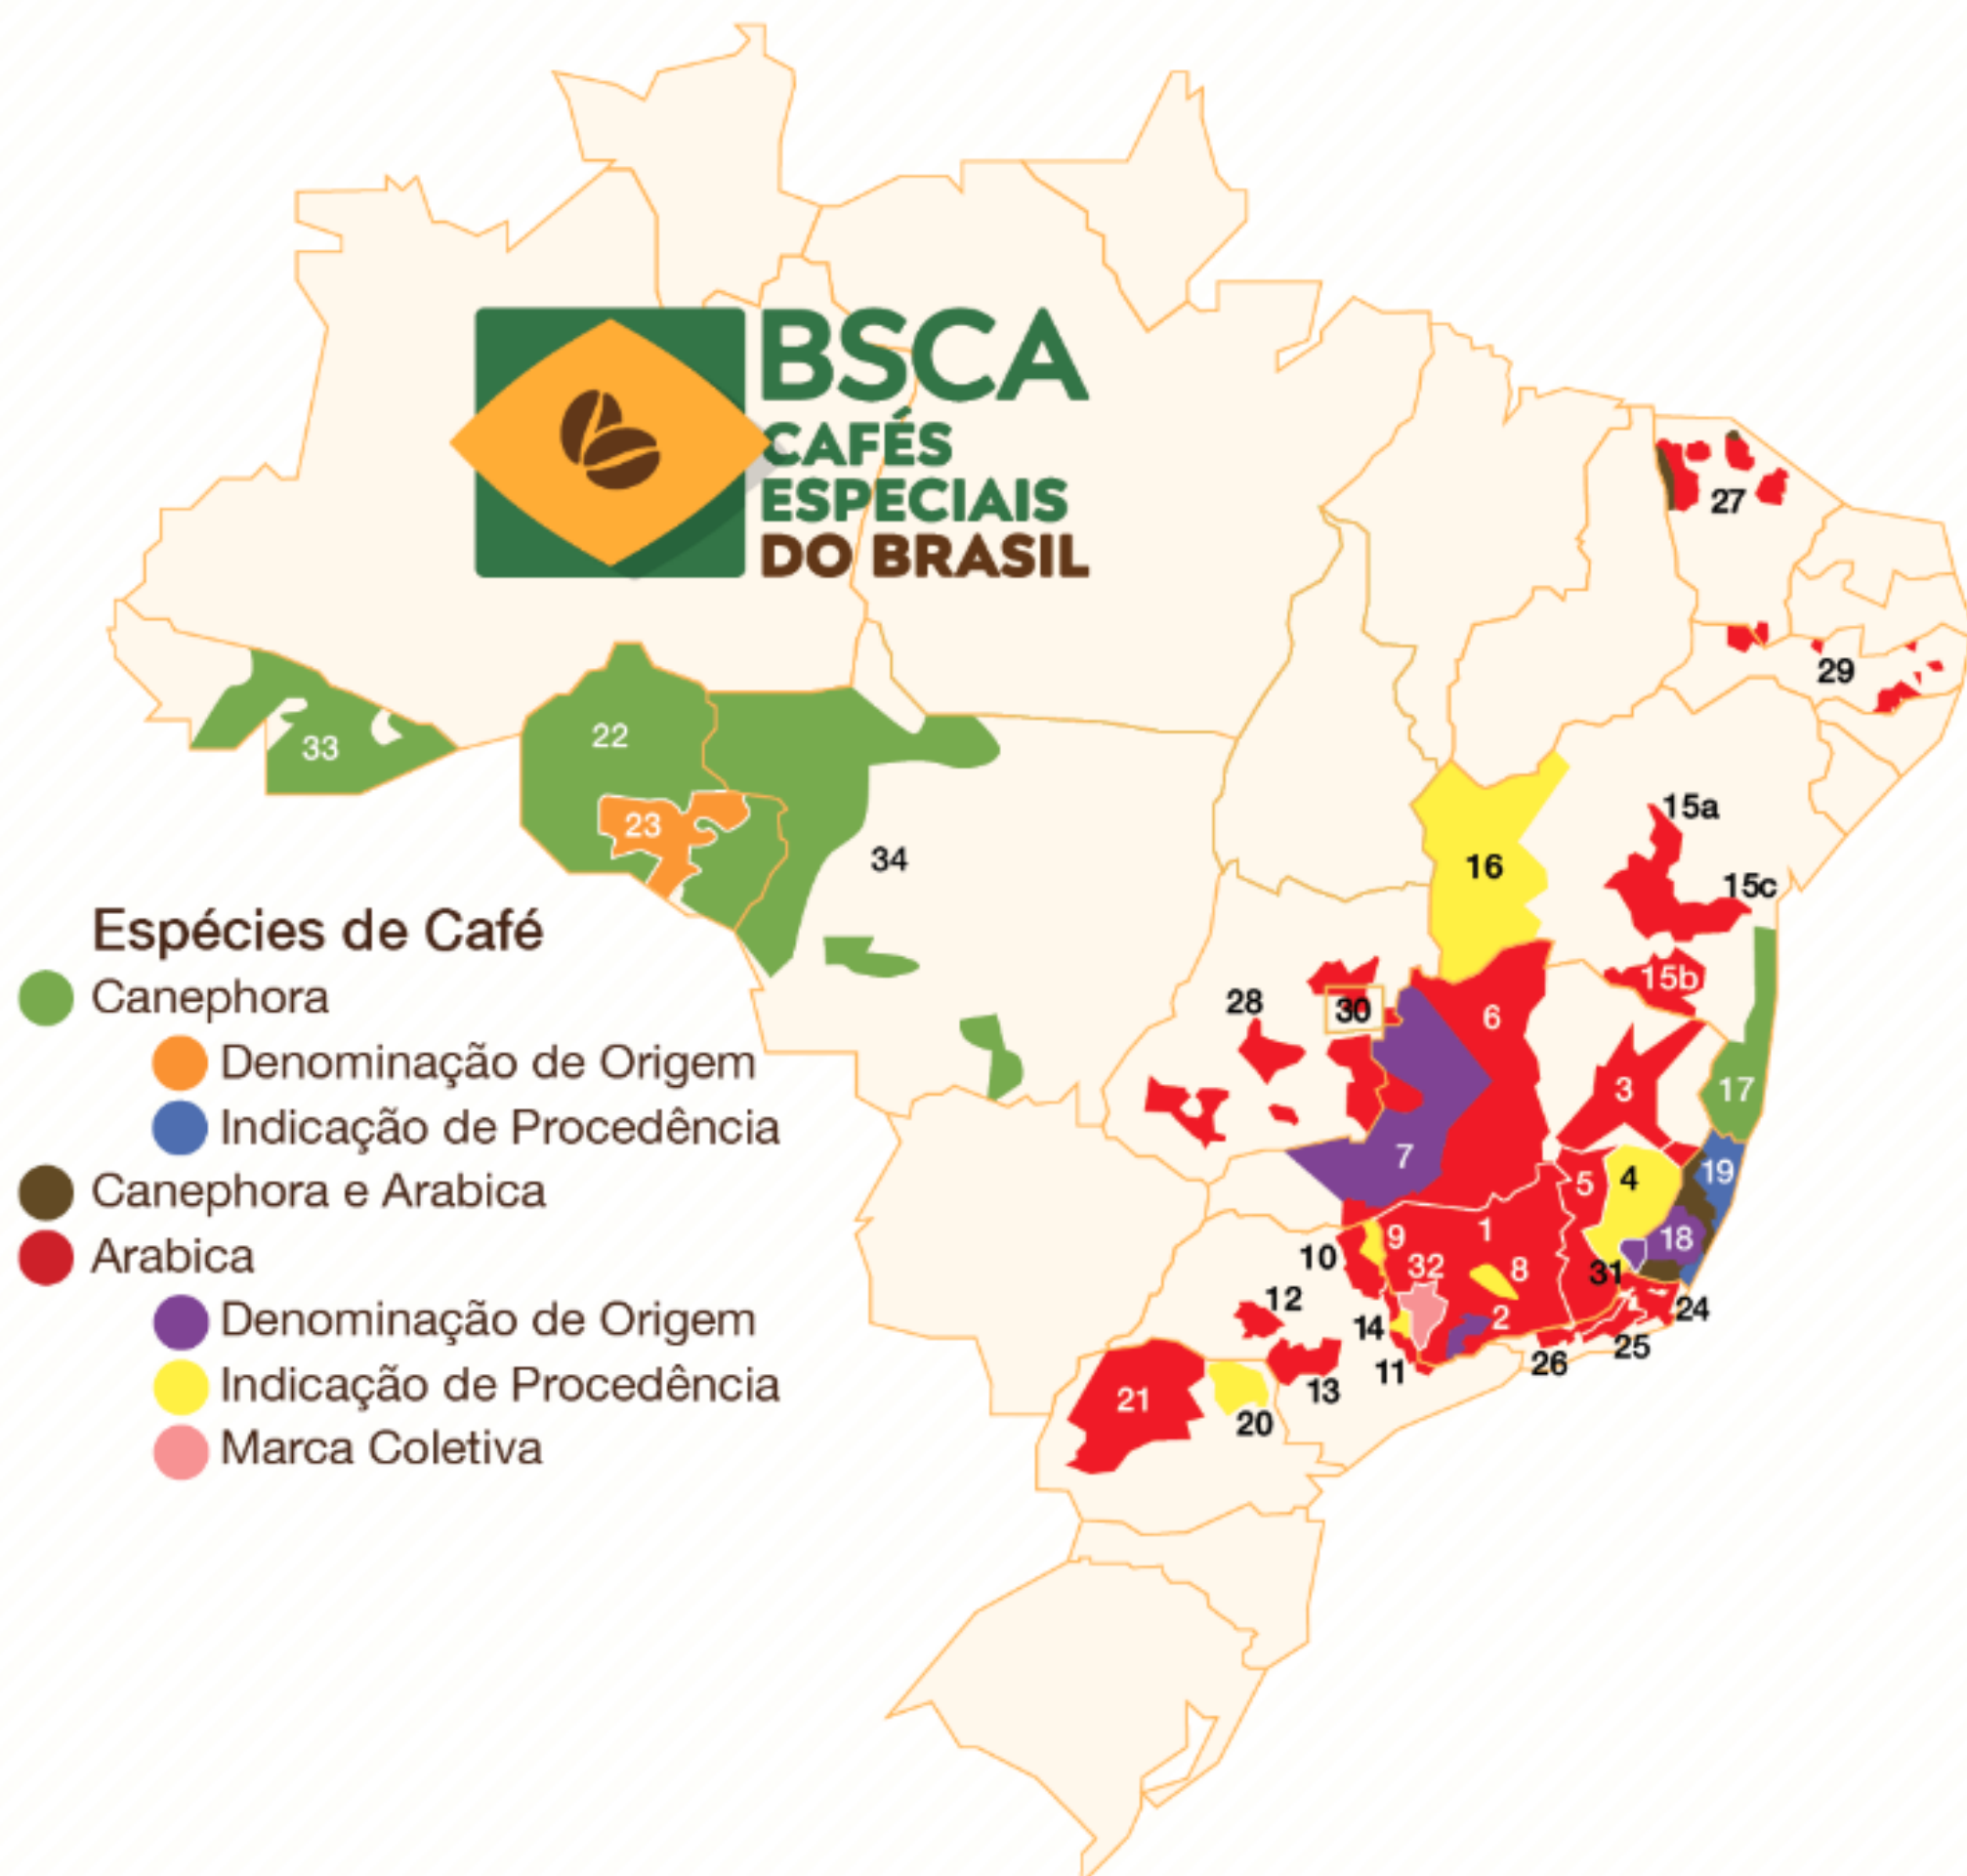 BSCA
CAFÉS
ESPECIAIS
DO BRASIL
27
29
33
22
23
34
15a
16
15c
Espécies de Café
Canephora
Denominação de Origem
Indicação de Procedência
Canephora e Arabica
Arabica
Denominação de Origem
Indicação de Procedência
Marca Coletiva
15b
28
30
6
3
17
7
5
4
19
1
9
18
10
32
8
31
12
2
24
14
25
26
11
13
21
20